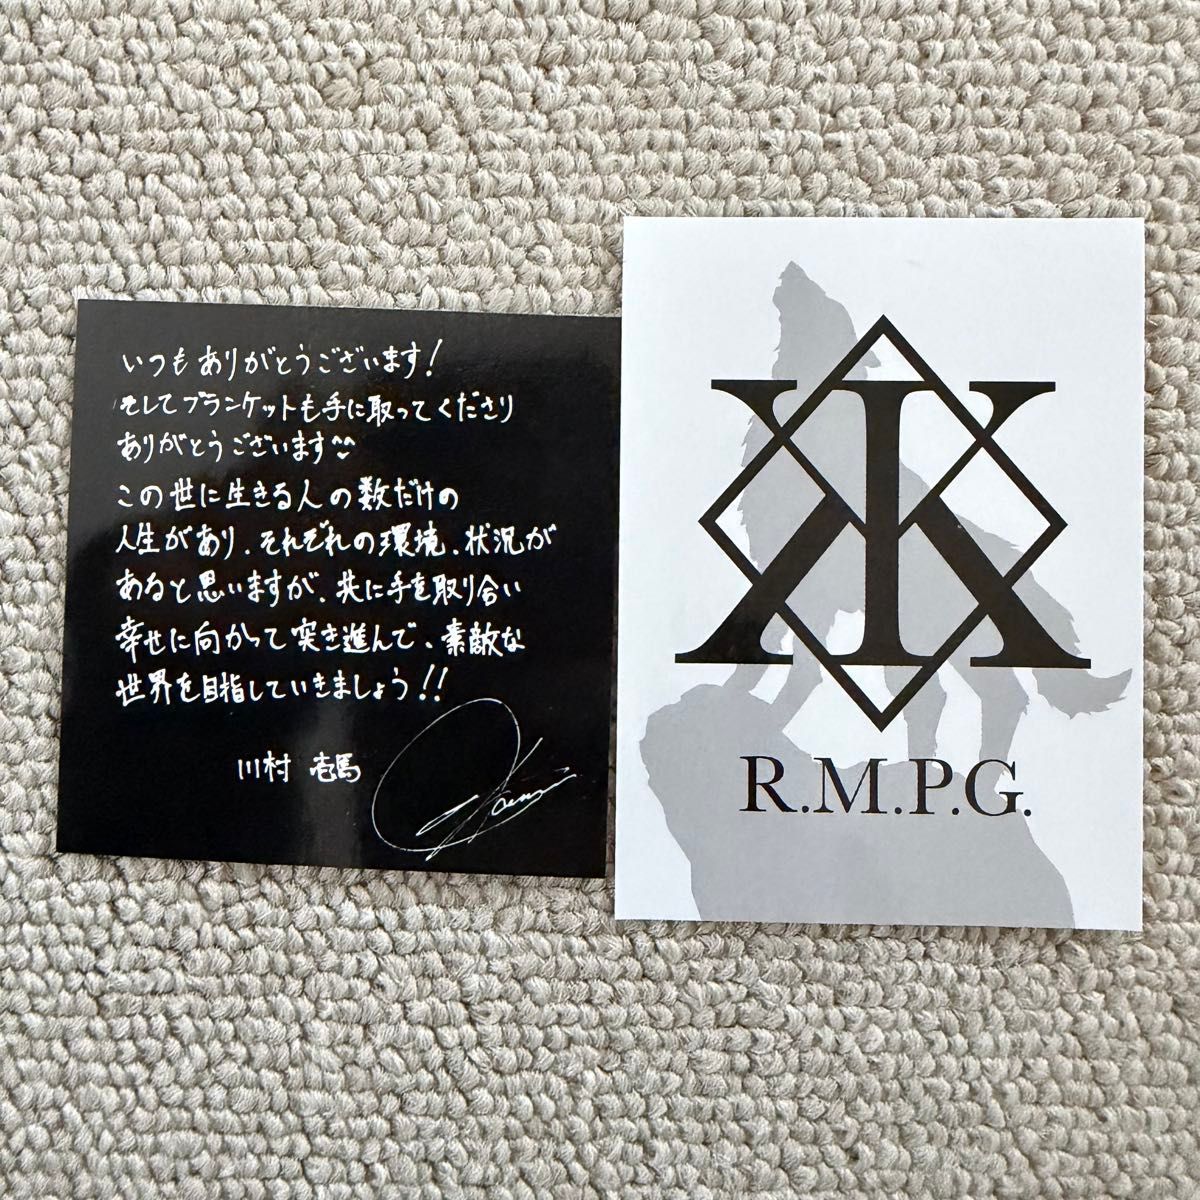 いつもありがとうございます!
そしてブランケットも手に取ってくださり
ありがとうございます
この世に生きる人の数だけの
人生があり、それぞれの環境、状況が
あると思いますが、共に手を取り合い
幸せに向かって突き進んで、素敵な
世界を目指していきましょう!!
川村 壱馬
R.M.P.G.